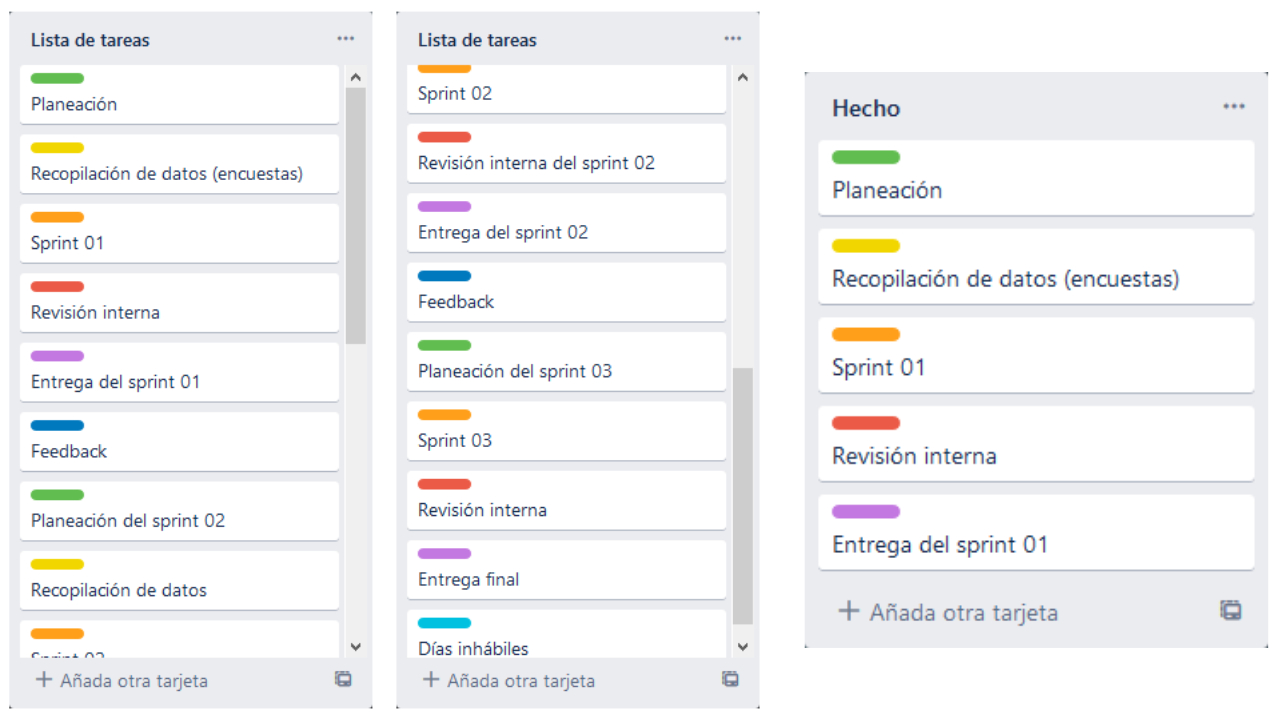 Lista de tareas
Planeación
Recopilación de datos (encuestas)
Sprint 01
Revisión interna
Entrega del sprint 01
Feedback
Planeación del sprint 02
Recopilación de datos
Sprint 02
+ Añada otra tarjeta
Lista de tareas
Sprint 02
Revisión interna del sprint 02
Entrega del sprint 02
Feedback
Planeación del sprint 03
Sprint 03
Revisión interna
Entrega final
Días inhábiles
+ Añada otra tarjeta
Hecho
Planeación
Recopilación de datos (encuestas)
Sprint 01
Revisión interna
Entrega del sprint 01
+ Añada otra tarjeta